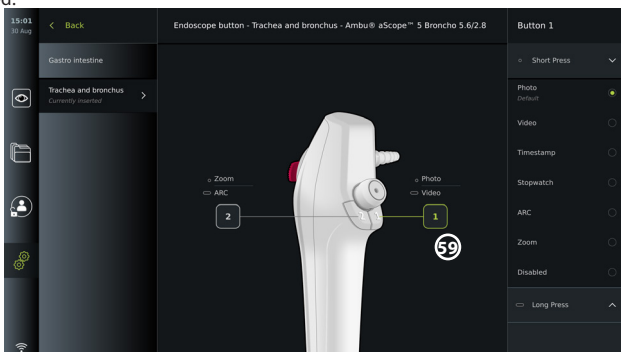 d.
15:01
30 Aug
Back
Endoscope button - Trachea and bronchus - Ambu® aScope™ 5 Broncho 5.6/2.8
Button 1
Gastro intestine
Trachea and bronchus
Currently inserted
Zoom
ARC
2
Photo
Video
1
2
1
59
Short Press
Photo
Default
Video
Timestamp
Stopwatch
ARC
Zoom
Disabled
Long Press